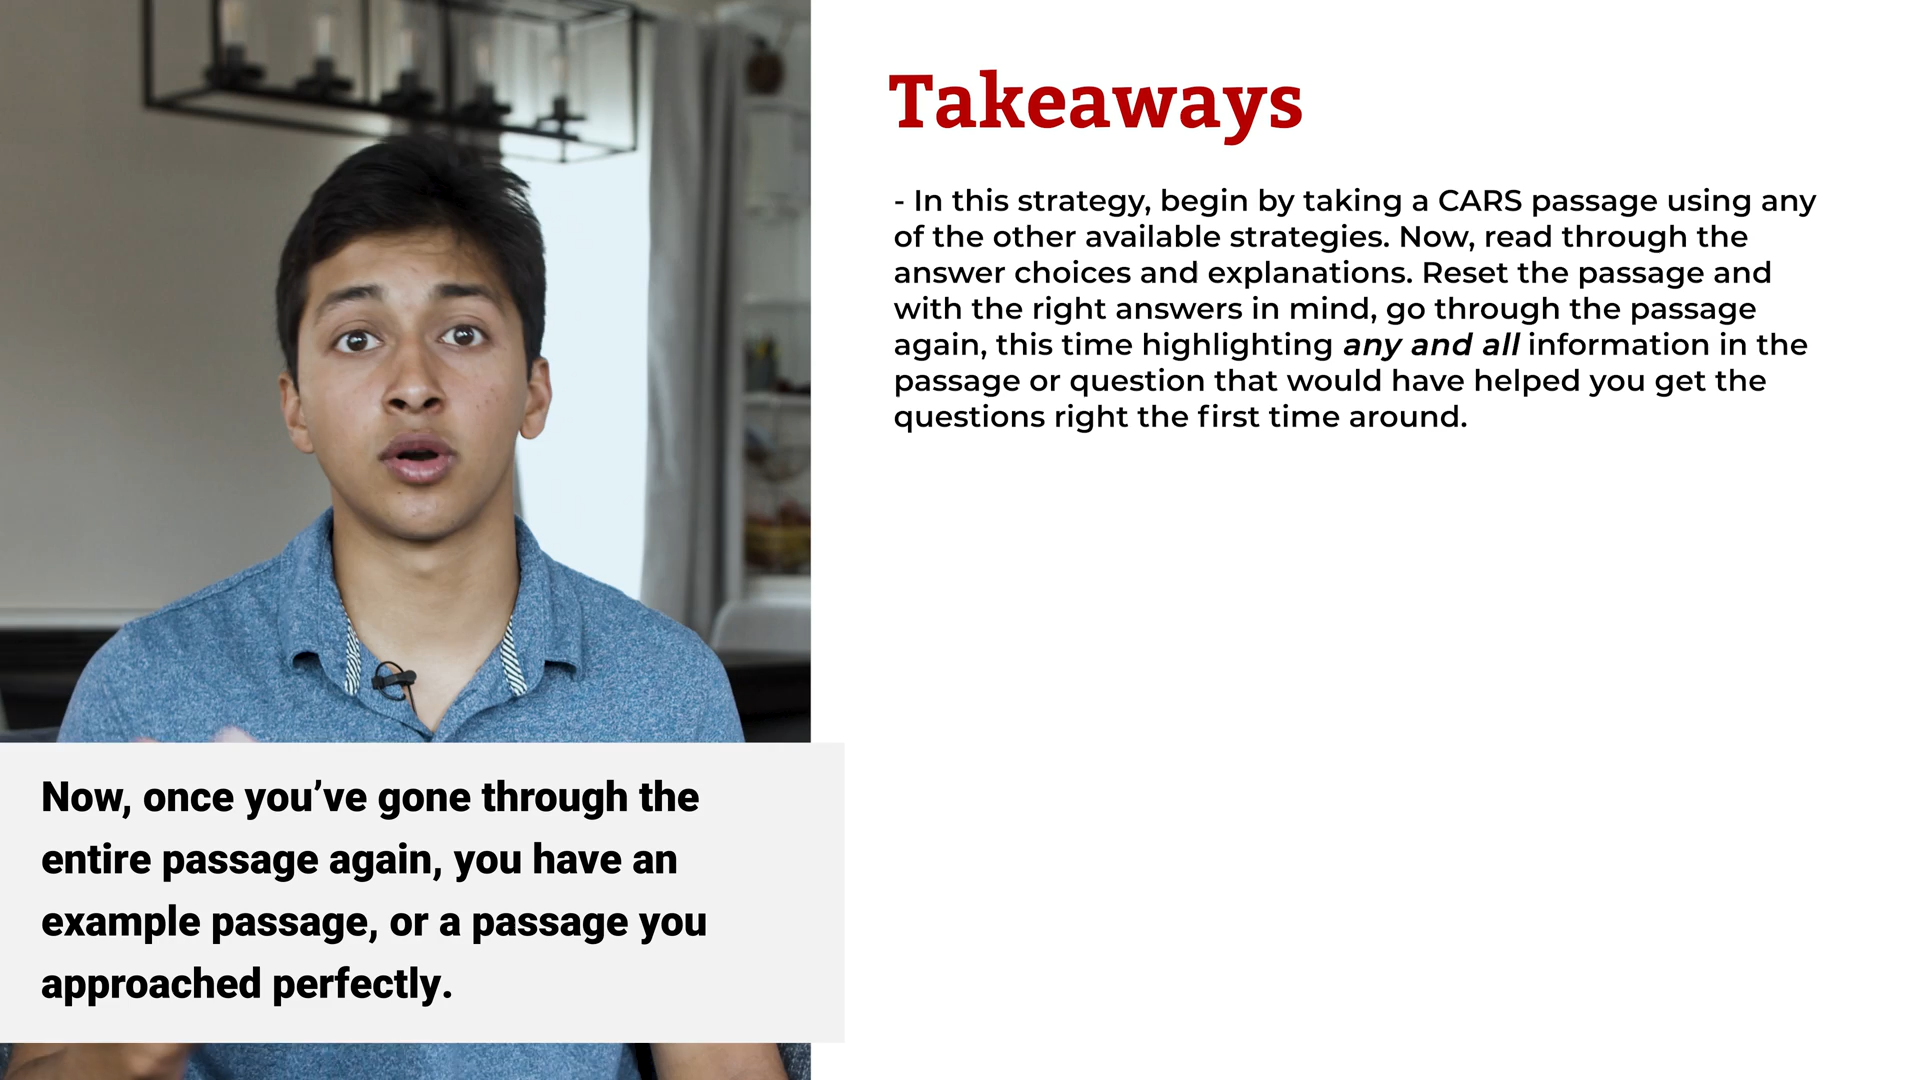 Takeaways
- In this strategy, begin by taking a CARS passage using any
of the other available strategies. Now, read through the
answer choices and explanations. Reset the passage and
with the right answers in mind, go through the passage
again, this time highlighting any and all information in the
passage or question that would have helped you get the
questions right the first time around.
Now, once you’ve gone through the
entire passage again, you have an
example passage, or a passage you
approached perfectly.